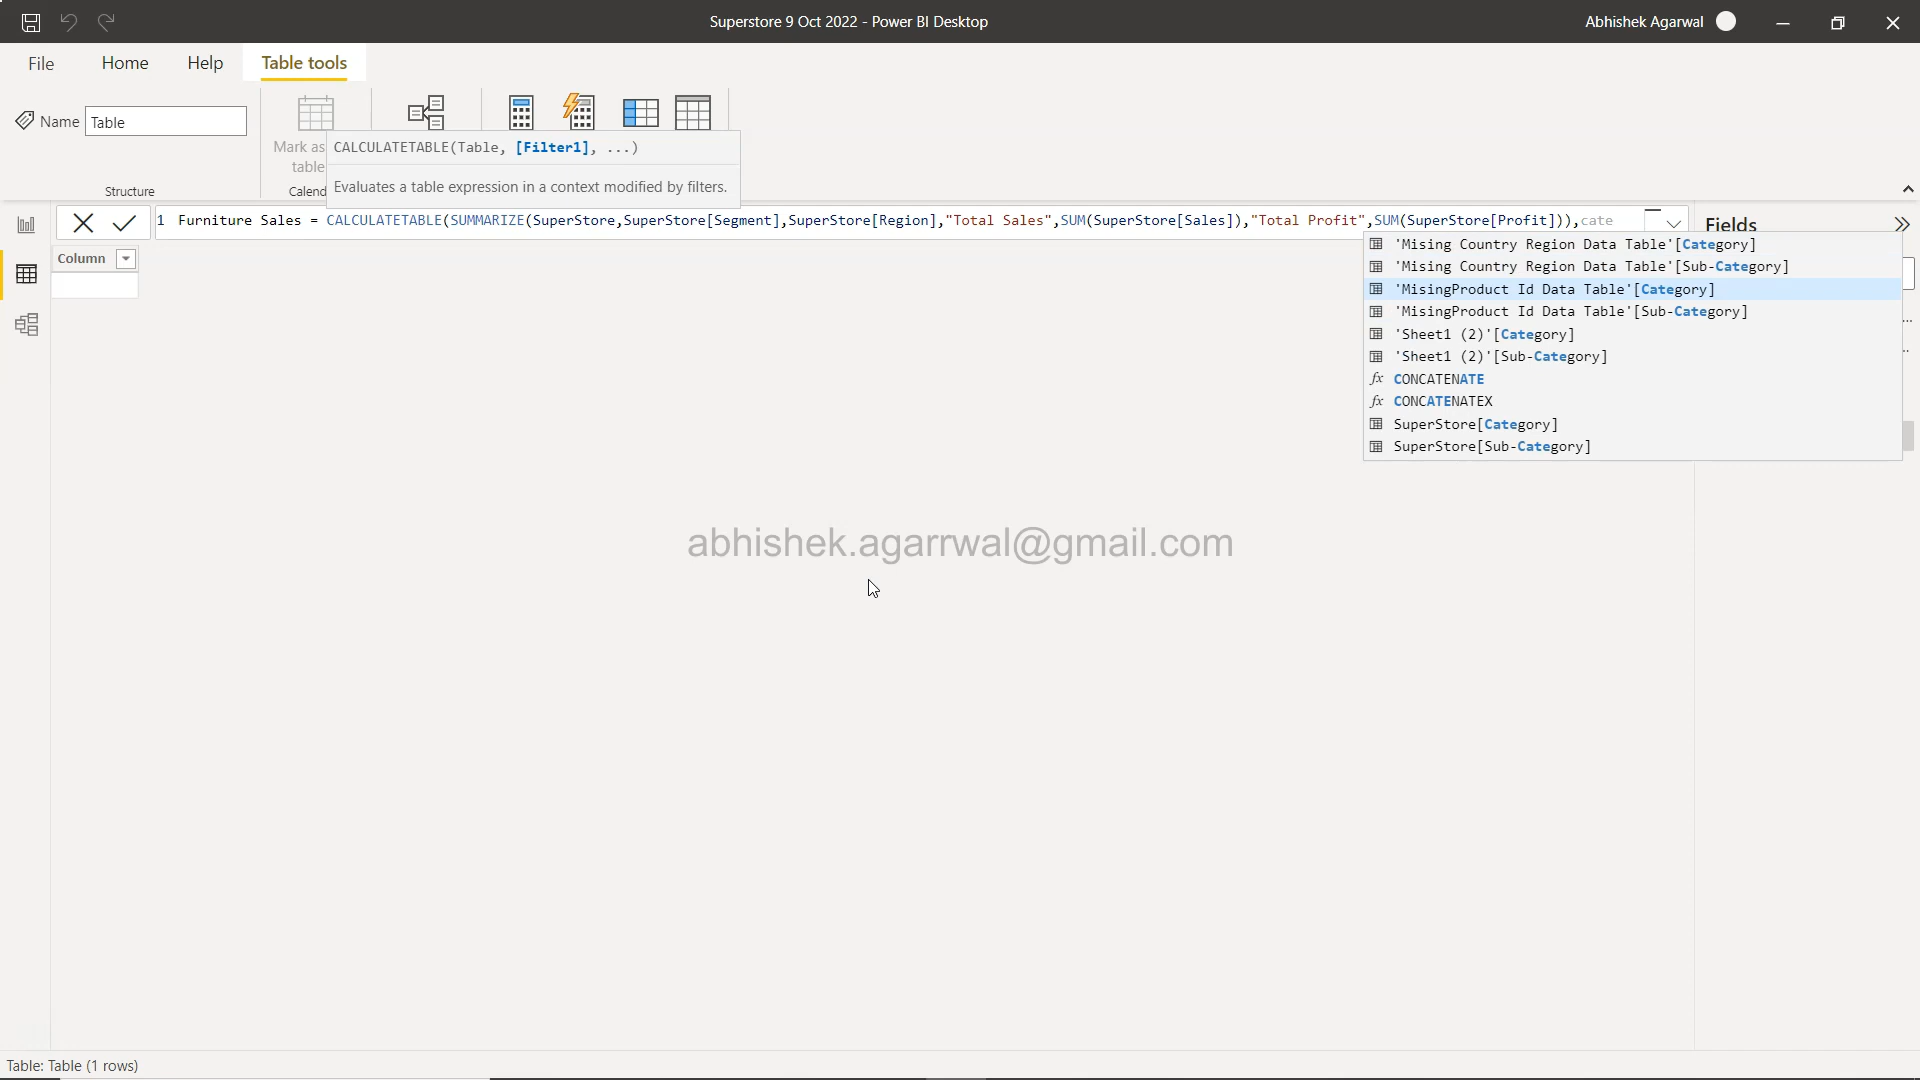 Superstore 9 Oct 2022 - Power BI Desktop
Abhishek Agarwal
File
Home
Help
Table tools
Name
Table
Mark as
table
Structure
Calend
CALCULATETABLE(Table, [Filter1], ...)
Evaluates a table expression in a context modified by filters.
1 Furniture Sales = CALCULATETABLE(SUMMARIZE(SuperStore,SuperStore[Segment],SuperStore[Region],"Total Sales",SUM(SuperStore[Sales]),"Total Profit",SUM(SuperStore[Profit])),cate
Fields
Column
'Mising Country Region Data Table'[Category]
'Mising Country Region Data Table'[Sub-Category]
'MisingProduct Id Data Table'[Category]
'MisingProduct Id Data Table'[Sub-Category]
'Sheet1 (2)'[Category]
'Sheet1 (2)'[Sub-Category]
fx CONCATENATE
fx CONCATENATEX
SuperStore[Category]
SuperStore[Sub-Category]
abhishek.agarrwal@gmail.com
Table: Table (1 rows)